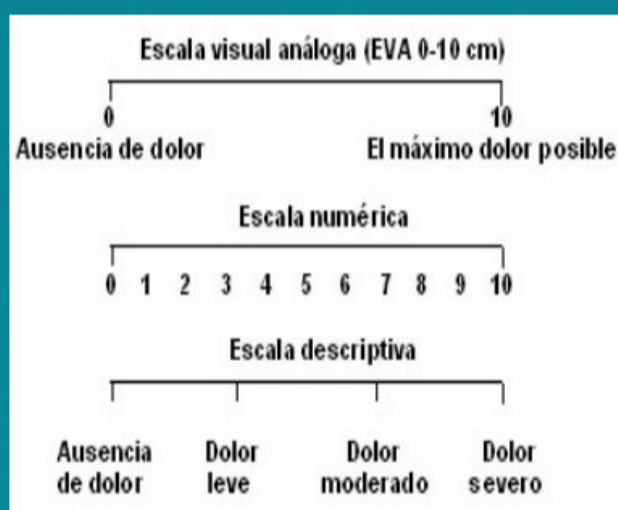 Escala visual análoga (EVA 0-10 cm)
0 10
Ausencia de dolor El máximo dolor posible
Escala numérica
0 1 2 3 4 5 6 7 8 9 10
Escala descriptiva
Ausencia Dolor Dolor Dolor
de dolor leve moderado severo